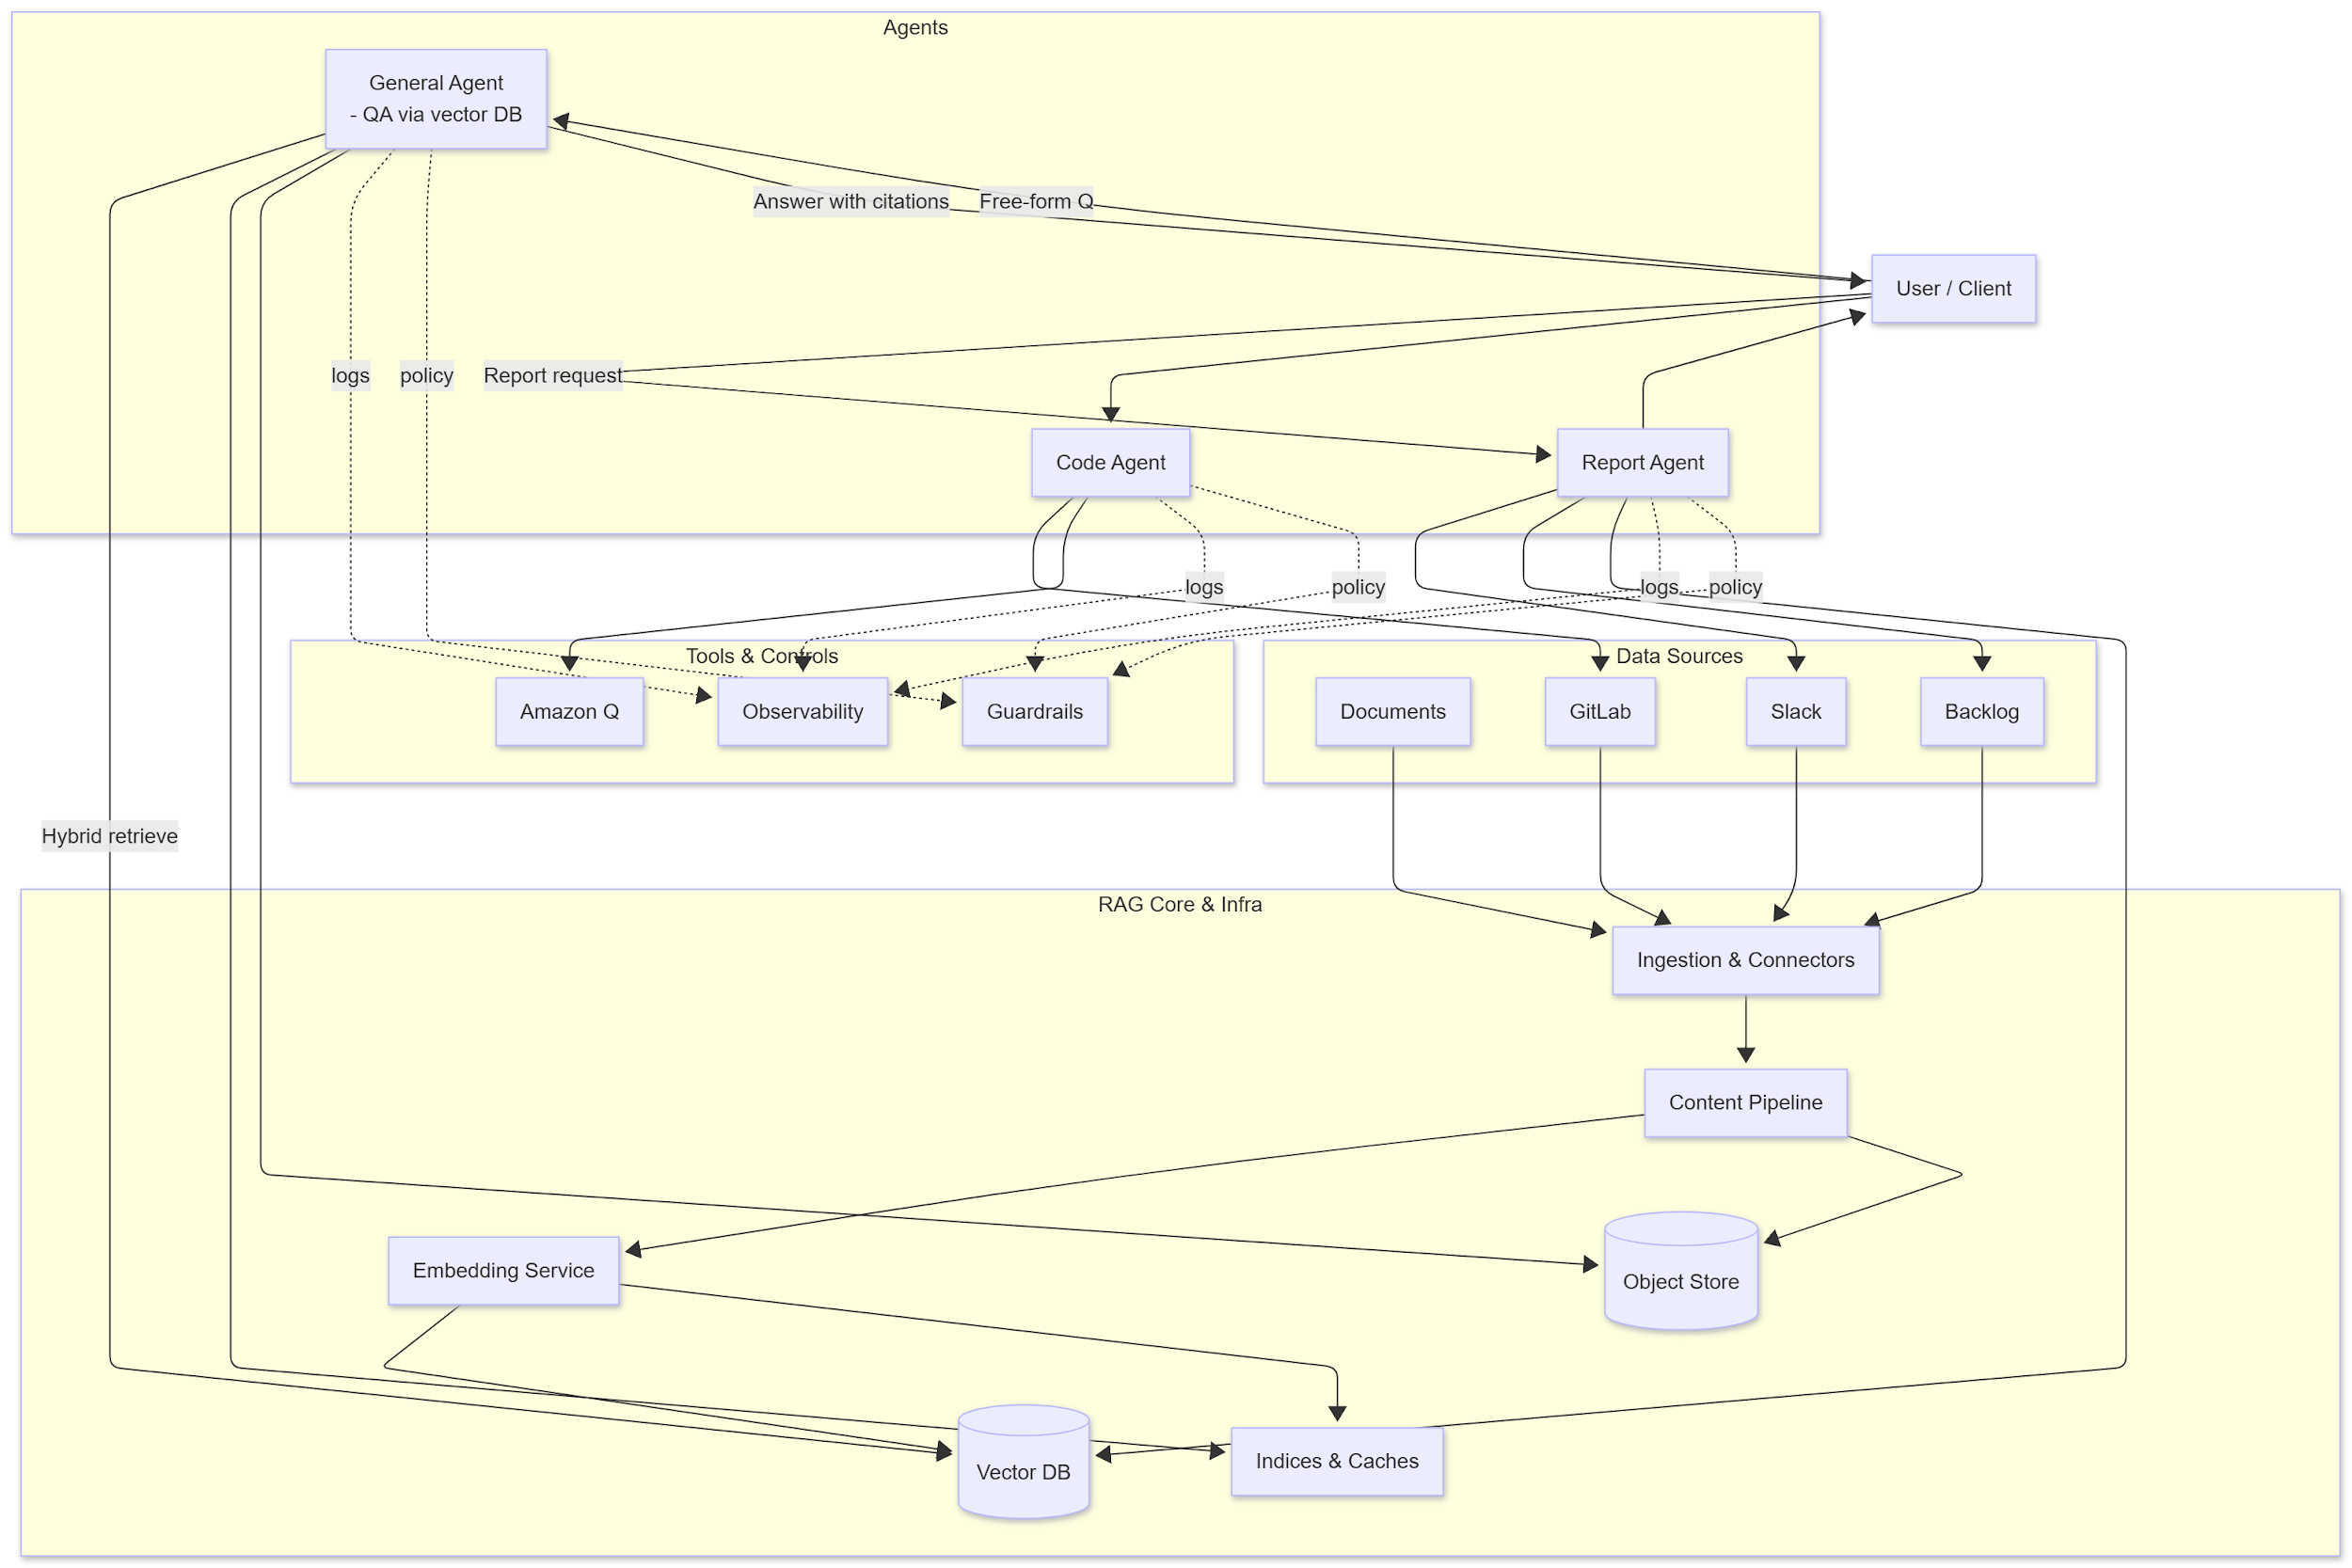 Agents
General Agent
- QA via vector DB
Answer with citations
Free-form Q
User / Client
logs
policy
Report request
Code Agent
Report Agent
logs
policy
logs
policy
Tools & Controls
Data Sources
Amazon Q
Observability
Guardrails
Documents
GitLab
Slack
Backlog
Hybrid retrieve
RAG Core & Infra
Ingestion & Connectors
Content Pipeline
Embedding Service
Object Store
Vector DB
Indices & Caches